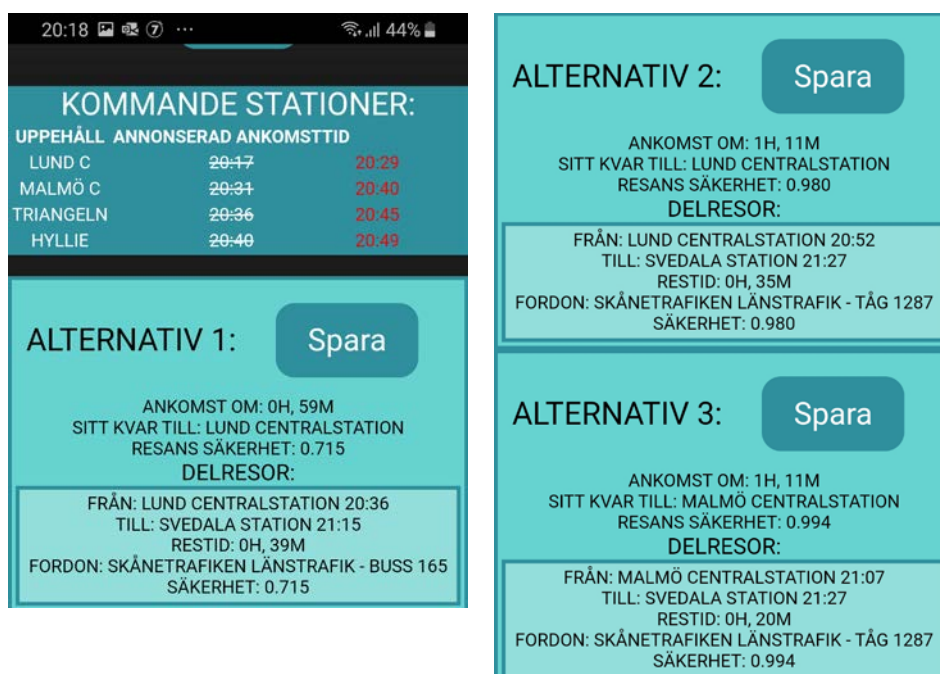 20:18 7 ··· 44%
KOMMANDE STATIONER:
UPPEHÅLL ANNONSERAD ANKOMSTTID
LUND C 20:17 20:29
MALMÖ C 20:31 20:40
TRIANGELN 20:36 20:45
HYLLIE 20:40 20:49
ALTERNATIV 1: Spara
ANKOMST OM: 0H, 59M
SITT KVAR TILL: LUND CENTRALSTATION
RESANS SÄKERHET: 0.715
DELRESOR:
FRÅN: LUND CENTRALSTATION 20:36
TILL: SVEDALA STATION 21:15
RESTID: 0H, 39M
FORDON: SKÅNETRAFIKEN LÄNSTRAFIK - BUSS 165
SÄKERHET: 0.715
ALTERNATIV 2: Spara
ANKOMST OM: 1H, 11M
SITT KVAR TILL: LUND CENTRALSTATION
RESANS SÄKERHET: 0.980
DELRESOR:
FRÅN: LUND CENTRALSTATION 20:52
TILL: SVEDALA STATION 21:27
RESTID: 0H, 35M
FORDON: SKÅNETRAFIKEN LÄNSTRAFIK - TÅG 1287
SÄKERHET: 0.980
ALTERNATIV 3: Spara
ANKOMST OM: 1H, 11M
SITT KVAR TILL: MALMÖ CENTRALSTATION
RESANS SÄKERHET: 0.994
DELRESOR:
FRÅN: MALMÖ CENTRALSTATION 21:07
TILL: SVEDALA STATION 21:27
RESTID: 0H, 20M
FORDON: SKÅNETRAFIKEN LÄNSTRAFIK - TÅG 1287
SÄKERHET: 0.994